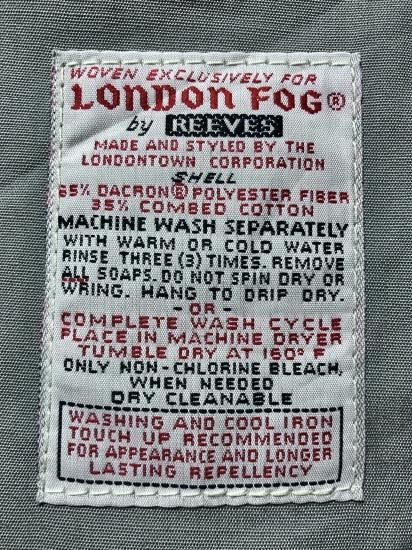 WOVEN EXCLUSIVELY FOR
LONDON FOG®
by REEVES
MADE AND STYLED BY THE
LONDONTOWN CORPORATION
SHELL
65% DACRON® POLYESTER FIBER
35% COMBED COTTON
MACHINE WASH SEPARATELY
WITH WARM OR COLD WATER
RINSE THREE (3) TIMES. REMOVE
ALL SOAPS. DO NOT SPIN DRY OR
WRING. HANG TO DRIP DRY.
- OR -
COMPLETE WASH CYCLE
PLACE IN MACHINE DRYER
TUMBLE DRY AT 160° F
ONLY NON-CHLORINE BLEACH,
WHEN NEEDED
DRY CLEANABLE
WASHING AND COOL IRON
TOUCH UP RECOMMENDED
FOR APPEARANCE AND LONGER
LASTING REPELLENCY